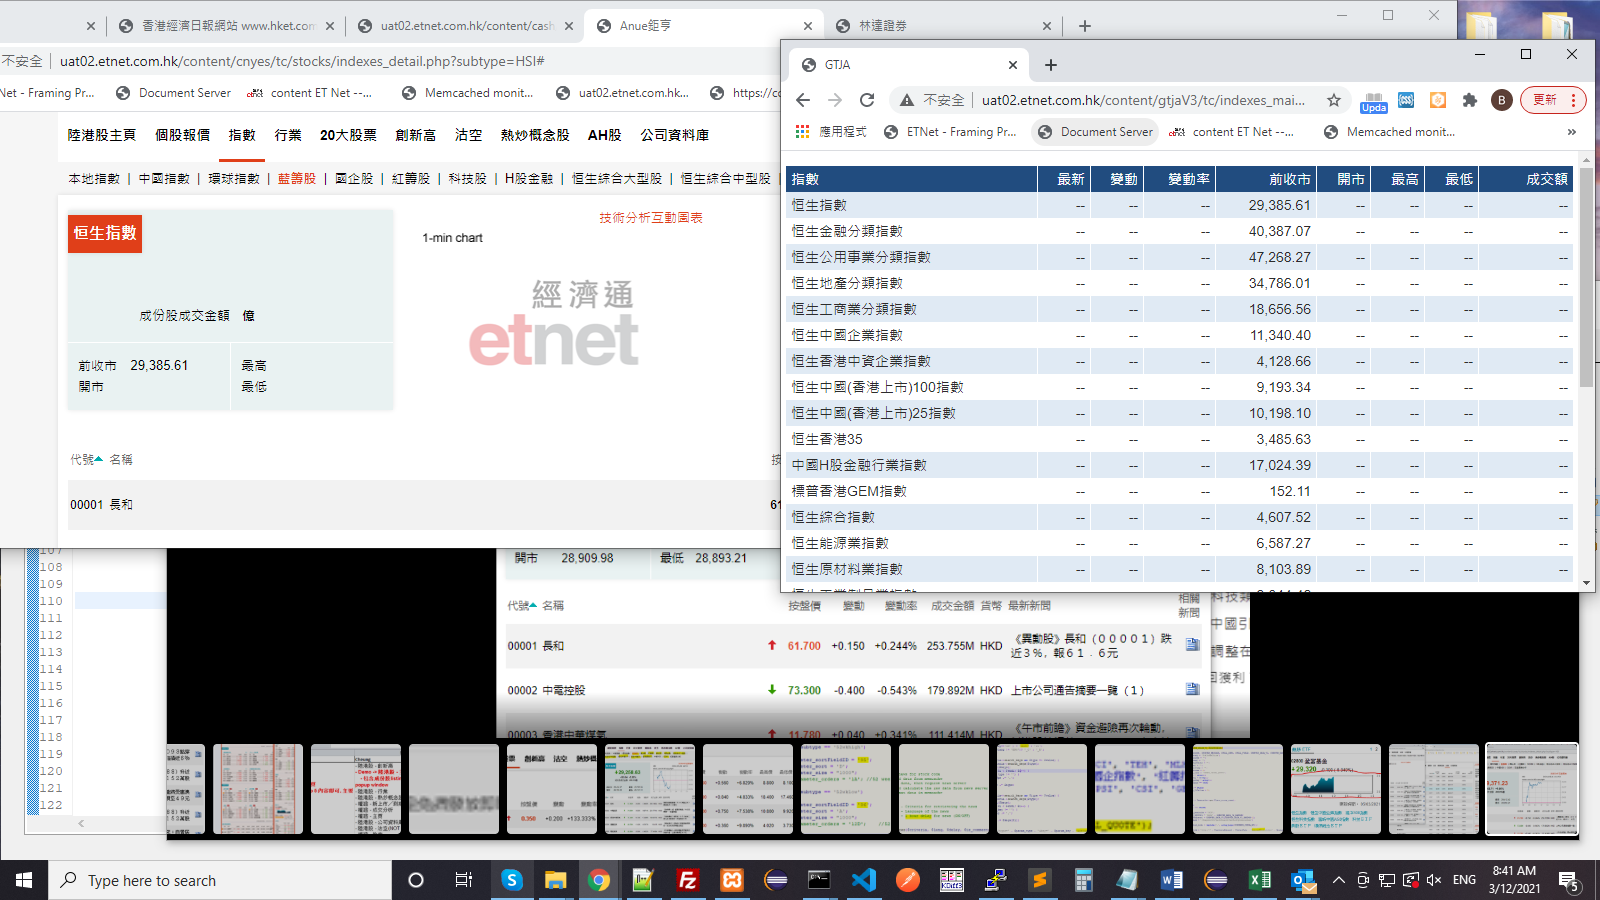 香港經濟日報網站 www.hket.com
uat02.etnet.com.hk/content/cash
Anue鉅亨
林達證券
不安全 uat02.etnet.com.hk/content/cnyes/tc/stocks/indexes_detail.php?subtype=HSI#
Net - Framing Pr...
Document Server
content ET Net --...
Memcached monit...
uat02.etnet.com.hk...
陸港股主頁 個股報價 指數 行業 20大股票 創新高 沽空 熱炒概念股 AH股 公司資料庫
本地指數 | 中國指數 | 環球指數 | 藍籌股 | 國企股 | 紅籌股 | 科技股 | H股金融 | 恒生綜合大型股 | 恒生綜合中型股
恒生指數
技術分析互動圖表
1-min chart
經濟通
etnet
成份股成交金額 億
前收市 29,385.61 最高
開市 最低
代號 名稱
00001 長和
GTJA
不安全 uat02.etnet.com.hk/content/gtjaV3/tc/indexes_mai...
Upda
B
更新
應用程式
ETNet - Framing Pr...
Document Server
content ET Net --...
Memcached monit...
指數 最新 變動 變動率 前收市 開市 最高 最低 成交額
恒生指數 -- -- -- 29,385.61 -- -- -- --
恒生金融分類指數 -- -- -- 40,387.07 -- -- -- --
恒生公用事業分類指數 -- -- -- 47,268.27 -- -- -- --
恒生地產分類指數 -- -- -- 34,786.01 -- -- -- --
恒生工商業分類指數 -- -- -- 18,656.56 -- -- -- --
恒生中國企業指數 -- -- -- 11,340.40 -- -- -- --
恒生香港中資企業指數 -- -- -- 4,128.66 -- -- -- --
恒生中國(香港上市)100指數 -- -- -- 9,193.34 -- -- -- --
恒生中國(香港上市)25指數 -- -- -- 10,198.10 -- -- -- --
恒生香港35 -- -- -- 3,485.63 -- -- -- --
中國H股金融行業指數 -- -- -- 17,024.39 -- -- -- --
標普香港GEM指數 -- -- -- 152.11 -- -- -- --
恒生綜合指數 -- -- -- 4,607.52 -- -- -- --
恒生能源業指數 -- -- -- 6,587.27 -- -- -- --
恒生原材料業指數 -- -- -- 8,103.89 -- -- -- --
107
108
109
110
111
112
113
114
115
116
117
118
119
120
121
122
開市 28,909.98 最低 28,893.21
代號 名稱 按盤價 變動 變動率 成交金額 貨幣 最新新聞 相關新聞
00001 長和 61.700 +0.150 +0.244% 253.755M HKD 《異動股》長和（０００００１）跌近３%，報６１．６元
00002 中電控股 73.300 -0.400 -0.543% 179.892M HKD 上市公司通告摘要一覽（１）
00003 香港中華煤氣 11.780 +0.040 +0.341% 111.414M HKD 《午市前瞻》資金避險再次輪動，
Type here to search
ENG
8:41 AM
3/12/2021
5